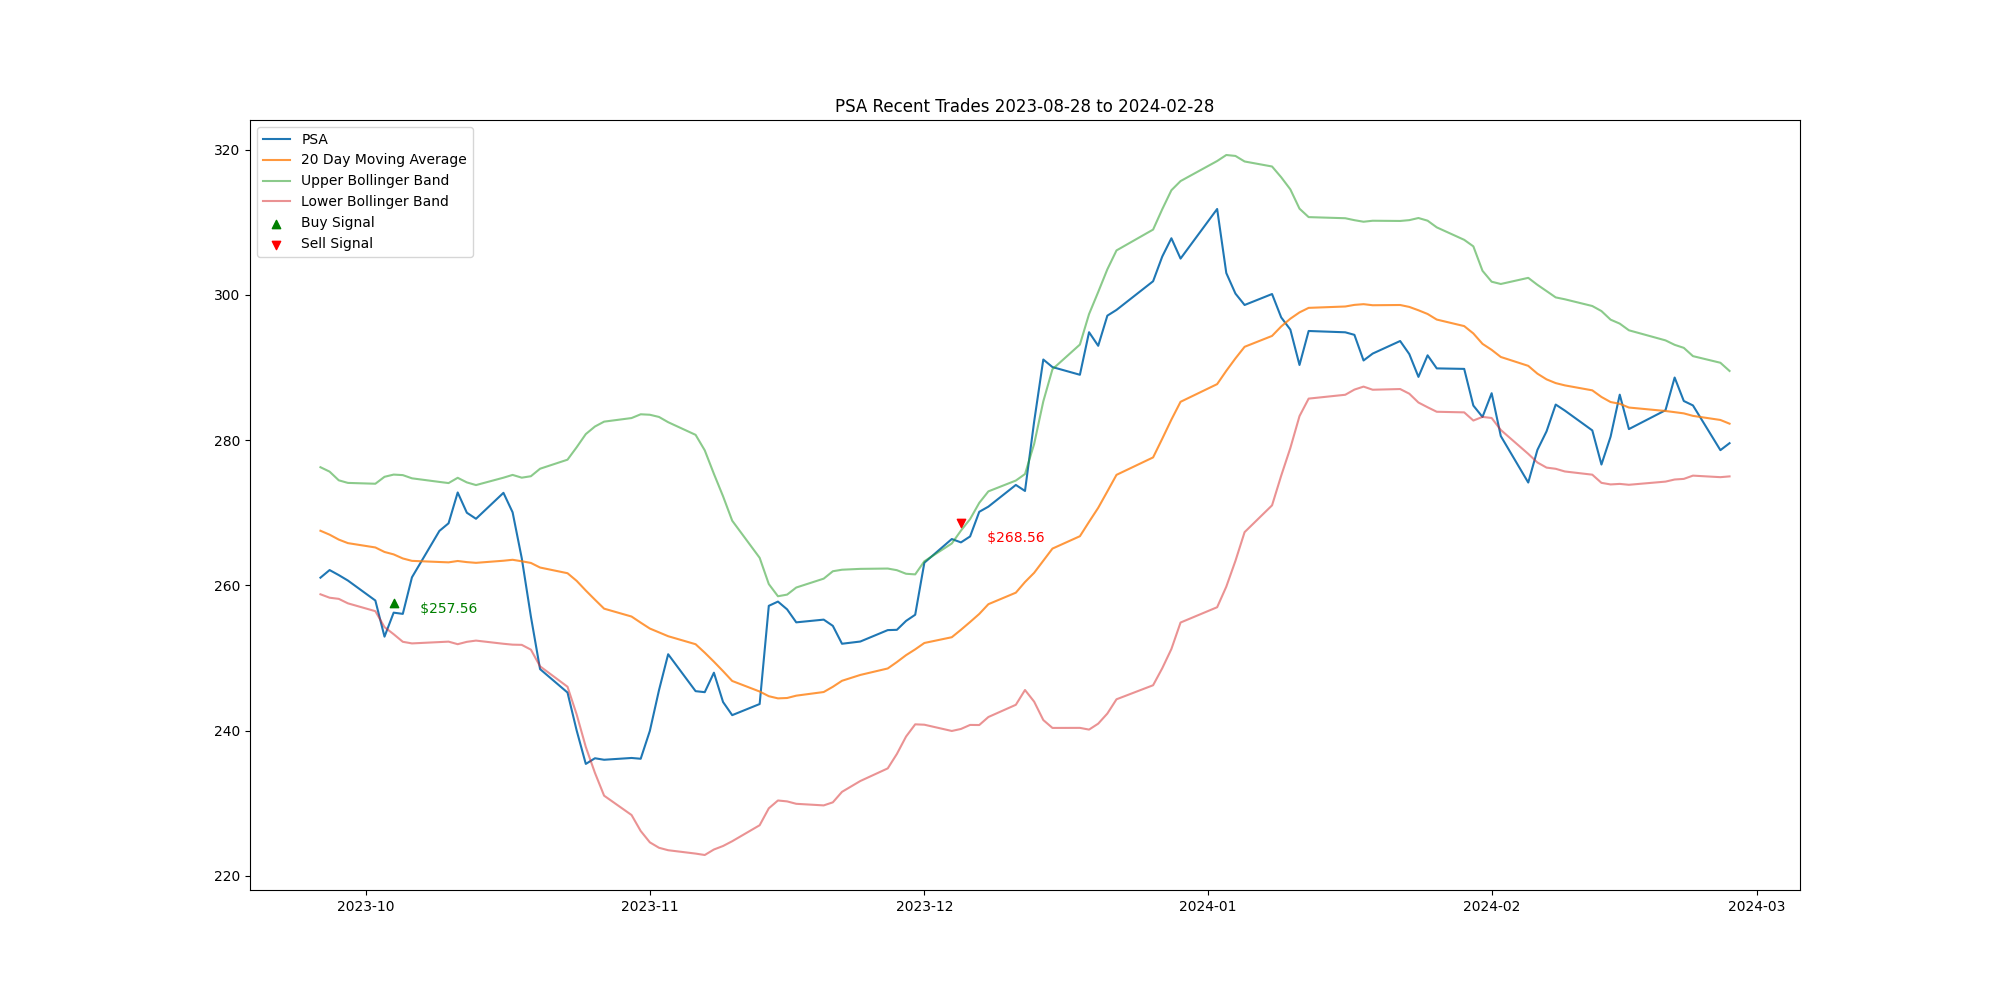 PSA Recent Trades 2023-08-28 to 2024-02-28
PSA
20 Day Moving Average
Upper Bollinger Band
Lower Bollinger Band
Buy Signal
Sell Signal
320
300
280
260
240
220
$257.56
$268.56
2023-10
2023-11
2023-12
2024-01
2024-02
2024-03